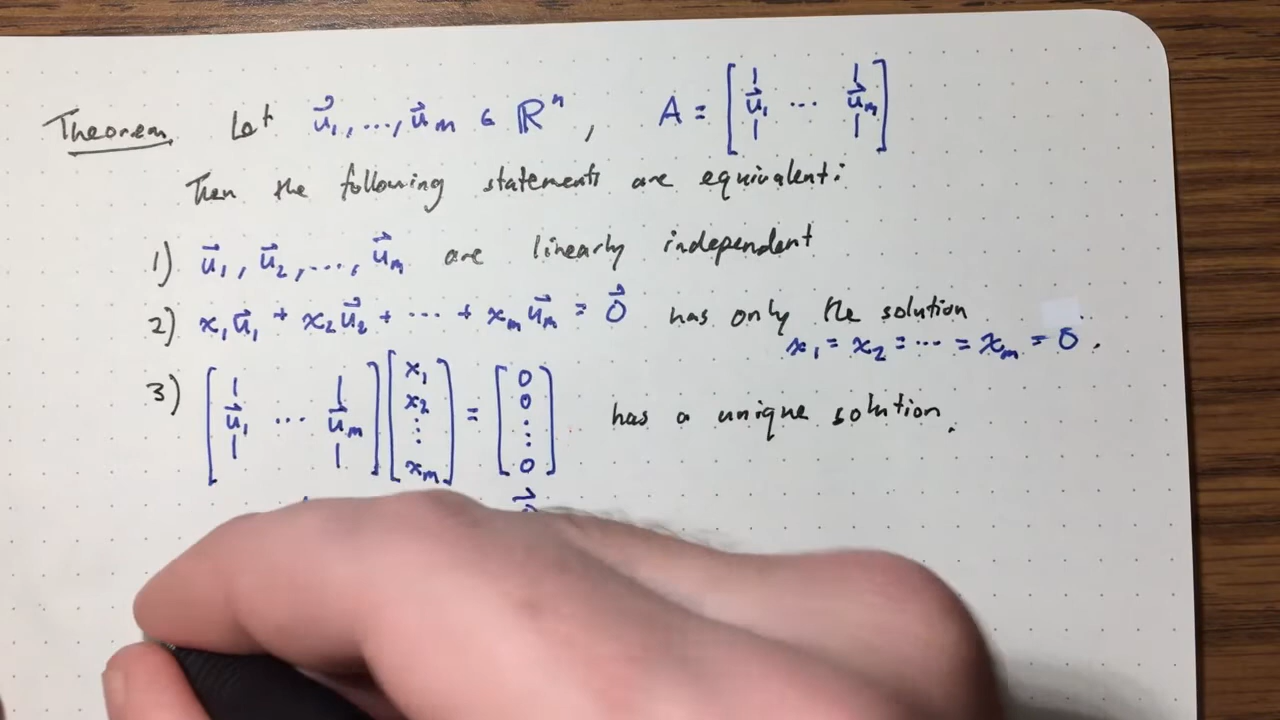 Theorem Let u⃗₁, ..., u⃗ₘ ∈ ℝⁿ, A = [u⃗₁ ... u⃗ₘ]
Then the following statements are equivalent:
1) u⃗₁, u⃗₂, ..., u⃗ₘ are linearly independent
2) x₁u⃗₁ + x₂u⃗₂ + ... + xₘu⃗ₘ = 0⃗ has only the solution
x₁ = x₂ = ... = xₘ = 0.
3) [u⃗₁ ... u⃗ₘ] [x₁ x₂ ⋮ xₘ] = [0 0 ⋮ 0] has a unique solution.